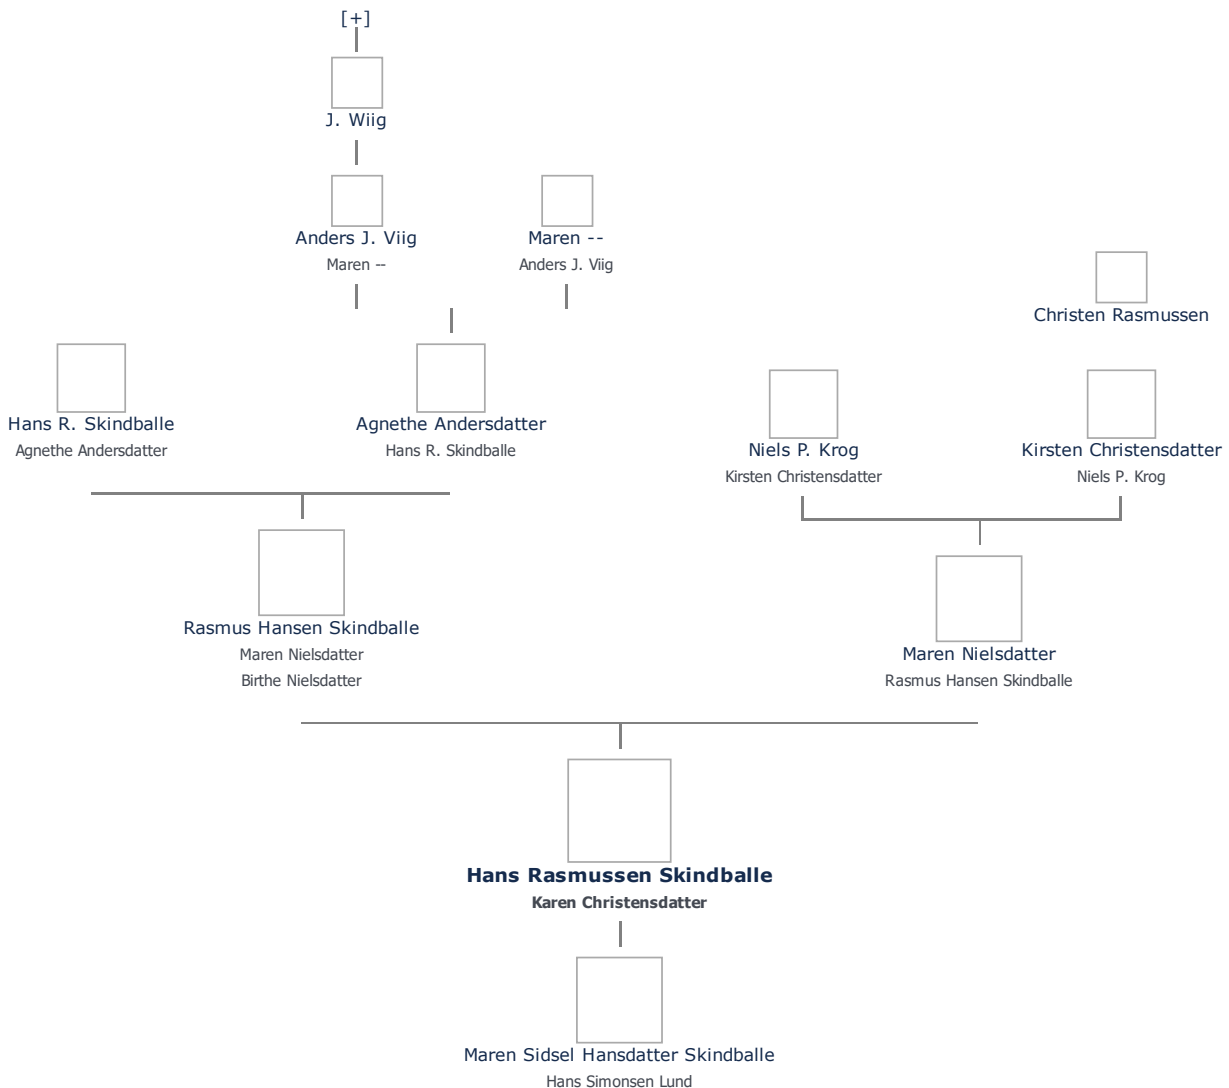 [+]
J. Wiig
Anders J. Viig
Maren --
Maren --
Anders J. Viig
Christen Rasmussen
Hans R. Skindballe
Agnethe Andersdatter
Agnethe Andersdatter
Hans R. Skindballe
Niels P. Krog
Kirsten Christensdatter
Kirsten Christensdatter
Niels P. Krog
Rasmus Hansen Skindballe
Maren Nielsdatter
Birthe Nielsdatter
Maren Nielsdatter
Rasmus Hansen Skindballe
Hans Rasmussen Skindballe
Karen Christensdatter
Maren Sidsel Hansdatter Skindballe
Hans Simonsen Lund